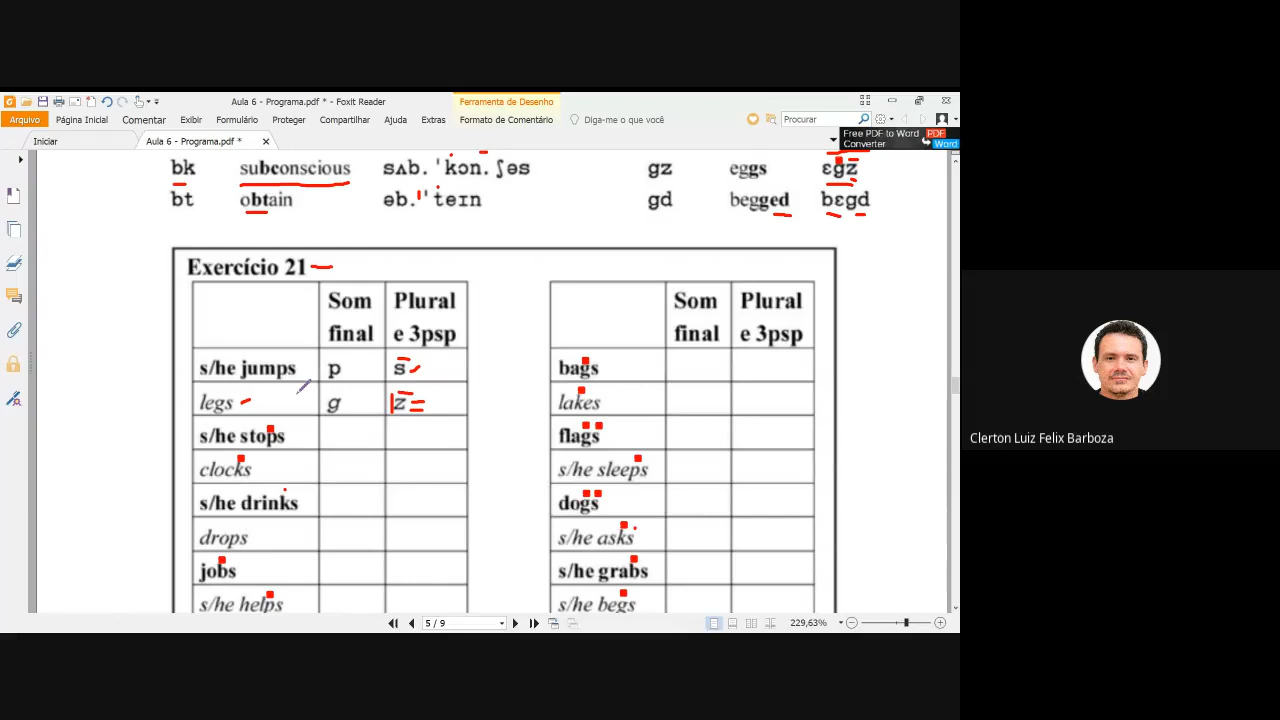 Aula 6 - Programa.pdf * - Foxit Reader
Ferramenta de Desenho
Arquivo Página Inicial Comentar Exibir Formulário Proteger Compartilhar Ajuda Extras Formato de Comentário Diga-me o que você Procurar
Iniciar
Aula 6 - Programa.pdf *
Free PDF to Word Converter PDF Word
bk subconscious sʌb.ˈkɔn.ʃəs gz eggs ɛgz
bt obtain əb.ˈteɪn gd begged bɛgd
Exercício 21
Som final Plural e 3psp
s/he jumps p s
legs g z
s/he stops
clocks
s/he drinks
drops
jobs
s/he helps
Som final Plural e 3psp
bags
lakes
flags
s/he sleeps
dogs
s/he asks
s/he grabs
s/he begs
5 / 9
229,63%
Clerton Luiz Felix Barboza